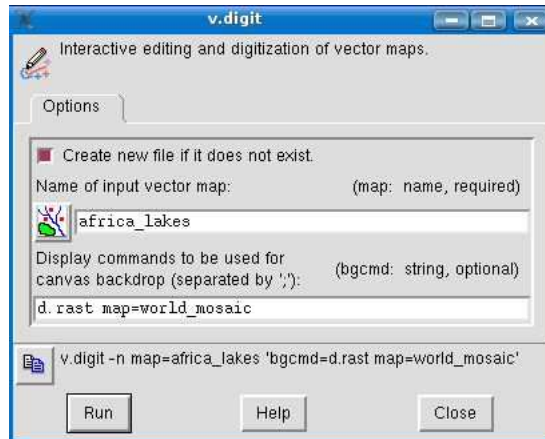 v.digit
Interactive editing and digitization of vector maps.
Options
Create new file if it does not exist.
Name of input vector map: (map: name, required)
africa_lakes
Display commands to be used for
canvas backdrop (separated by ';'): (bgcmd: string, optional)
d.rast map=world_mosaic
v.digit -n map=africa_lakes 'bgcmd=d.rast map=world_mosaic'
Run Help Close